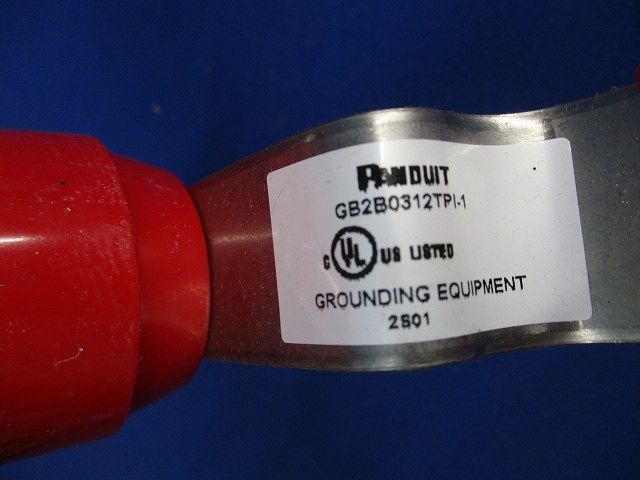 PANDUIT
GB2B0312TPI-1
C UL US LISTED
GROUNDING EQUIPMENT
2S01